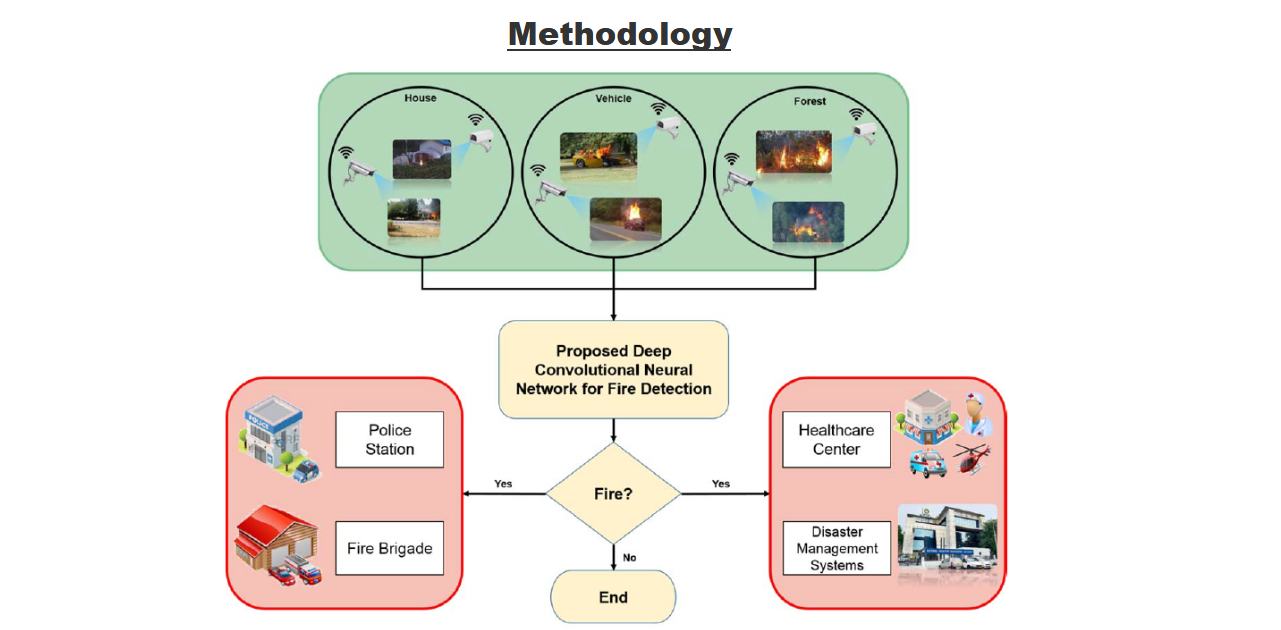 Methodology
House
Vehicle
Forest
Proposed Deep
Convolutional Neural
Network for Fire Detection
Police
Station
Healthcare
Center
Yes
Fire?
Yes
Fire Brigade
Disaster
Management
Systems
No
End
POLICE